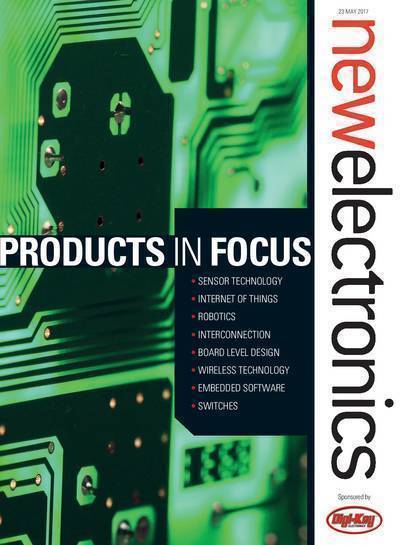 23 MAY 2017
newelectronics
PRODUCTS IN FOCUS
• SENSOR TECHNOLOGY
• INTERNET OF THINGS
• ROBOTICS
• INTERCONNECTION
• BOARD LEVEL DESIGN
• WIRELESS TECHNOLOGY
• EMBEDDED SOFTWARE
• SWITCHES
Sponsored by
Digi-Key
ELECTRONICS